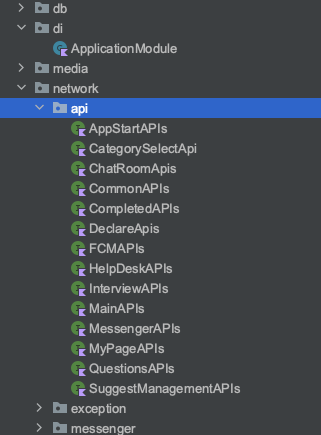 db
di
ApplicationModule
media
network
api
AppStartAPIs
CategorySelectApi
ChatRoomApis
CommonAPIs
CompletedAPIs
DeclareApis
FCMAPIs
HelpDeskAPIs
InterviewAPIs
MainAPIs
MessengerAPIs
MyPageAPIs
QuestionsAPIs
SuggestManagementAPIs
exception
messenger